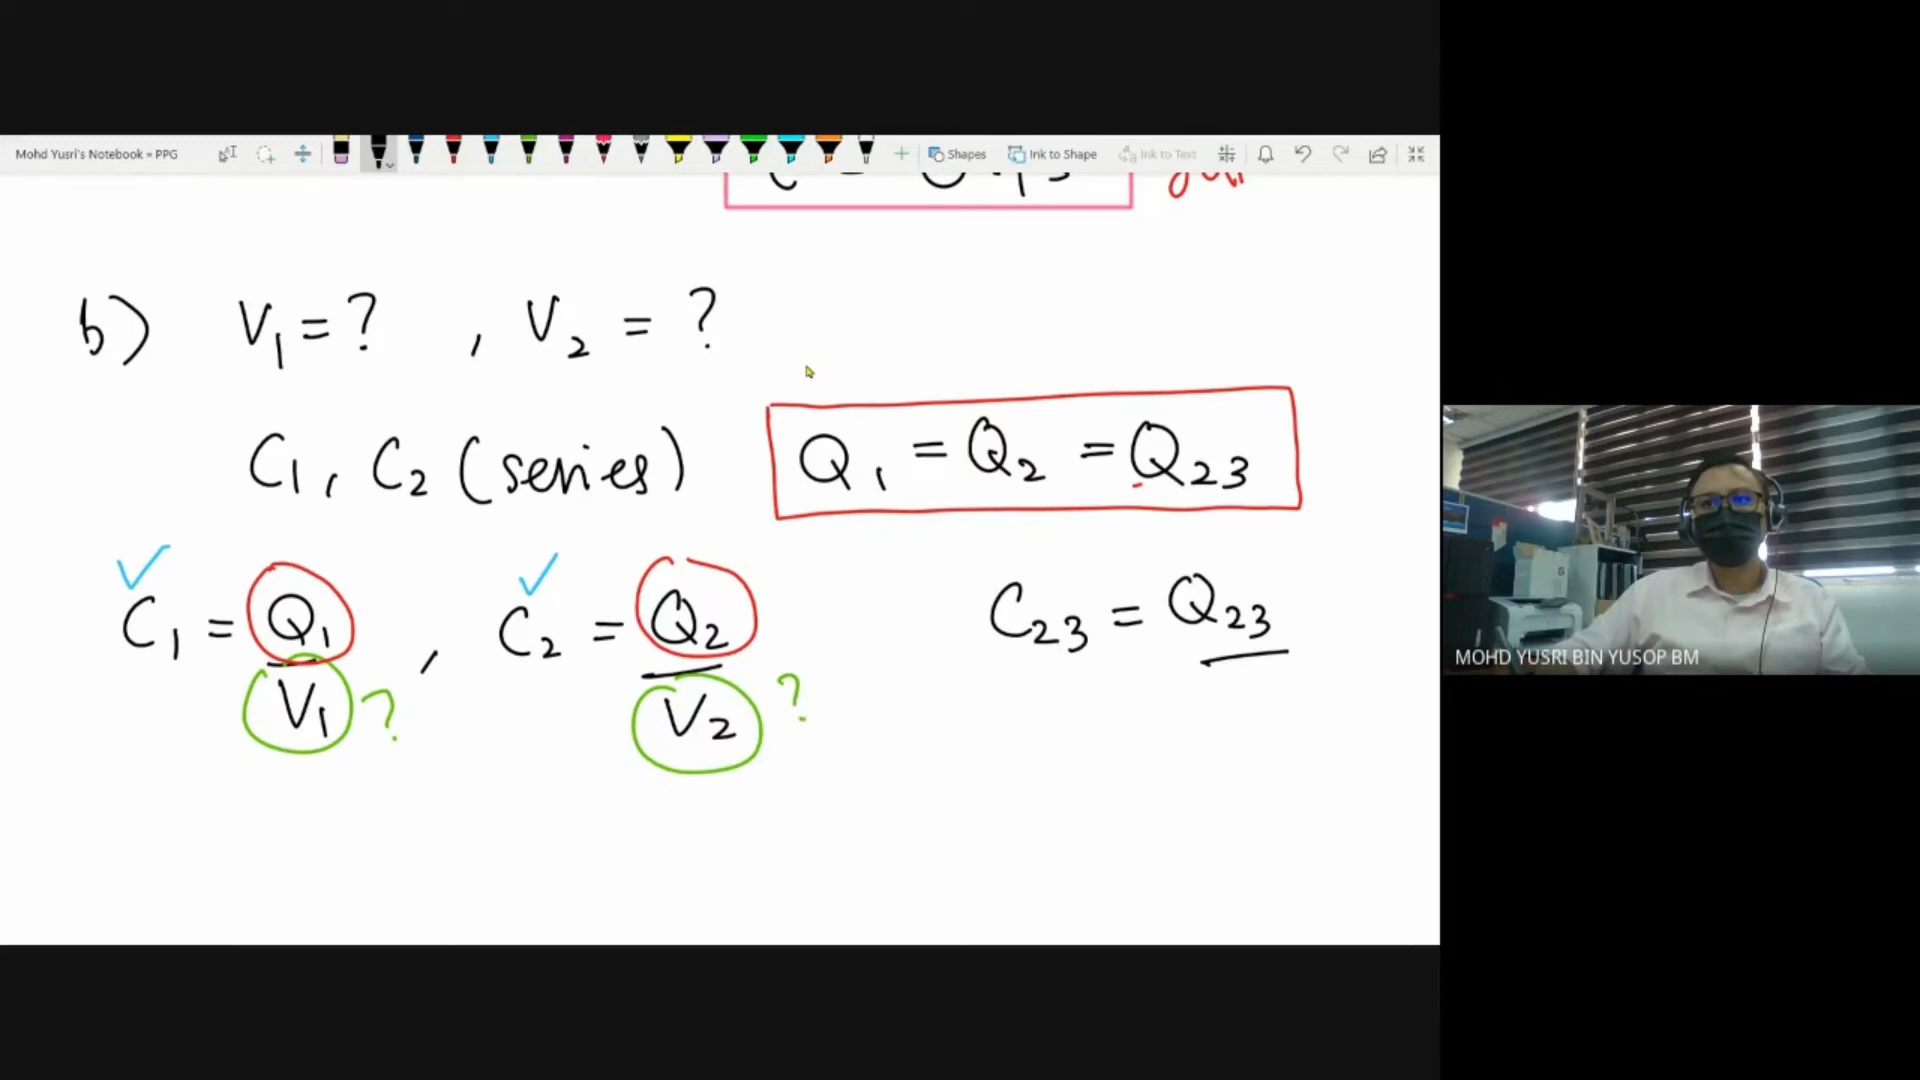 Mohd Yusri's Notebook » PPG Shapes Ink to Shape Ink to Text
b) V₁ = ? , V₂ = ?
C₁, C₂ (series) Q₁ = Q₂ = Q₂₃
✓ ✓
C₁ = Q₁ , C₂ = Q₂ C₂₃ = Q₂₃
V₁ ? V₂ ?
MOHD YUSRI BIN YUSOP BM